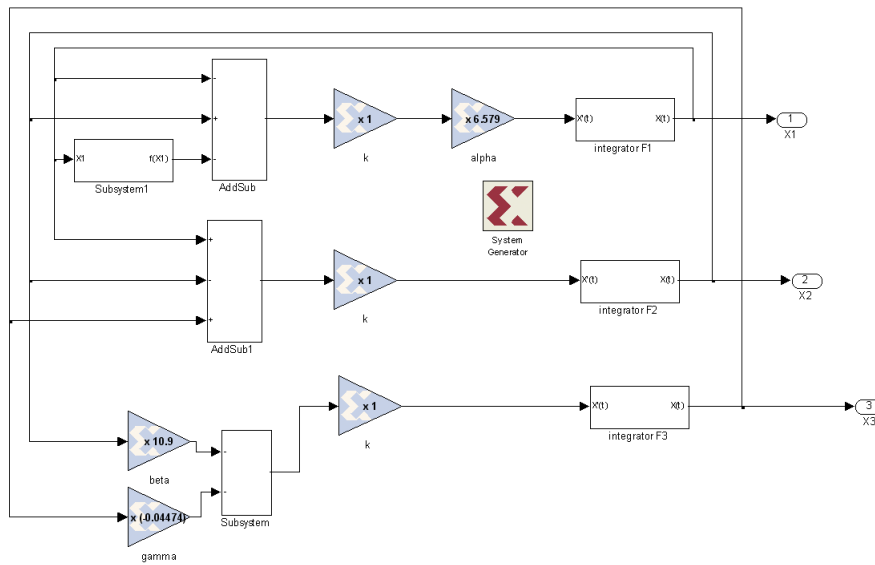 -
+
-
AddSub
X1 f(X1)
Subsystem1
x 1
k
x 6.579
alpha
X'(t) X(t)
integrator F1
1
X1
System
Generator
+
-
+
AddSub1
x 1
k
X'(t) X(t)
integrator F2
2
X2
x 1
k
X'(t) X(t)
integrator F3
3
X3
x 10.9
beta
x (-0.04474)
gamma
-
-
Subsystem